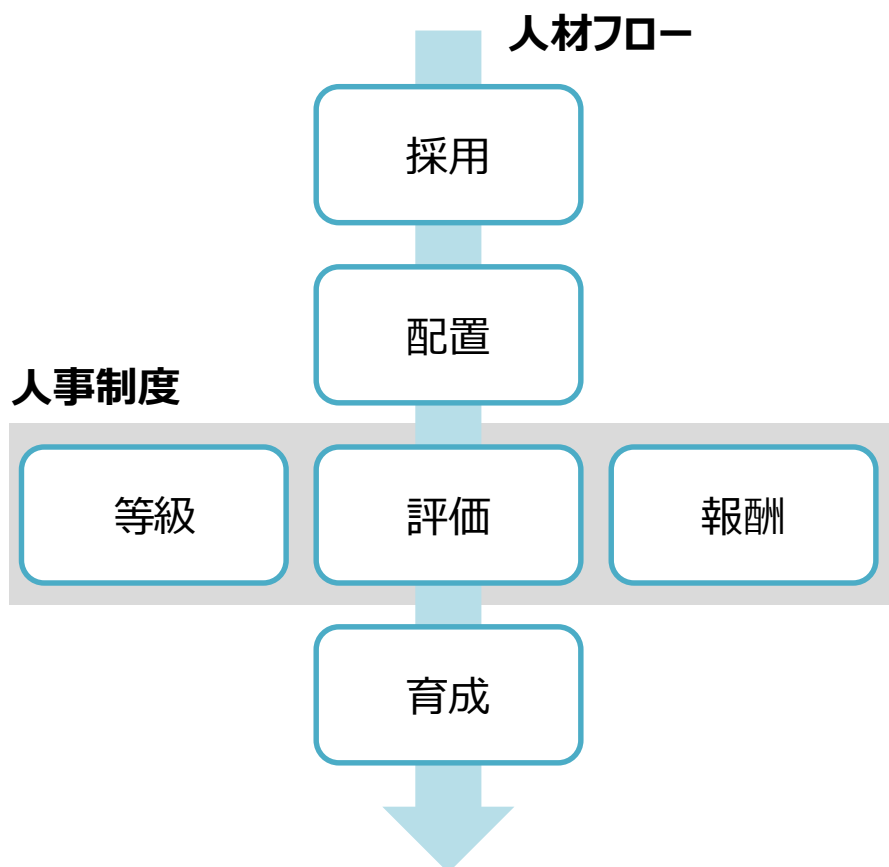 人材フロー
採用
配置
人事制度
等級
評価
報酬
育成